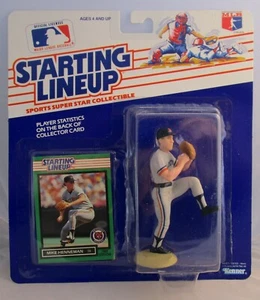 AGES 4 AND UP
STARTING
LINEUP
SPORTS SUPER STAR COLLECTIBLE
PLAYER STATISTICS
ON THE BACK OF
COLLECTOR CARD
STARTING
LINEUP
MIKE HENNEMAN
Kenner